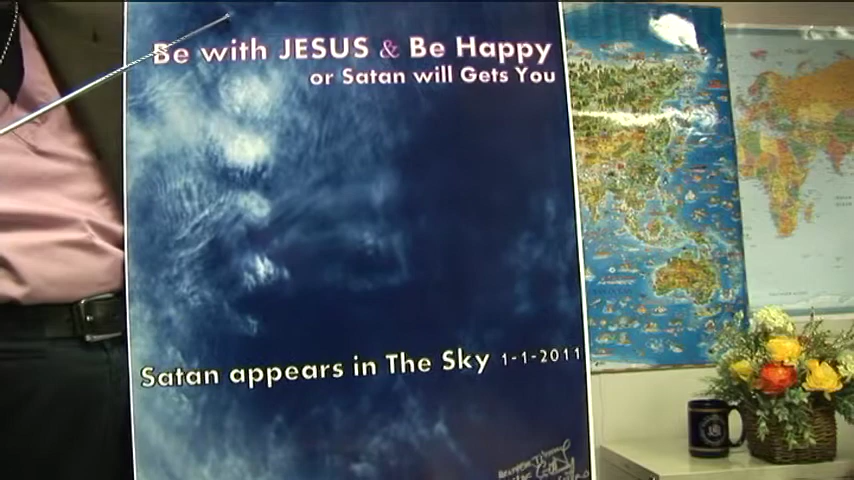 Be with JESUS & Be Happy
or Satan will Gets You
Satan appears in The Sky 1-1-2011